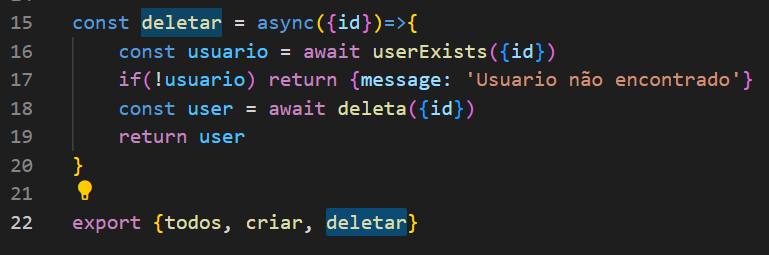 15 const deletar = async({id})=>{
16 const usuario = await userExists({id})
17 if(!usuario) return {message: 'Usuario não encontrado'}
18 const user = await deleta({id})
19 return user
20 }
21
22 export {todos, criar, deletar}